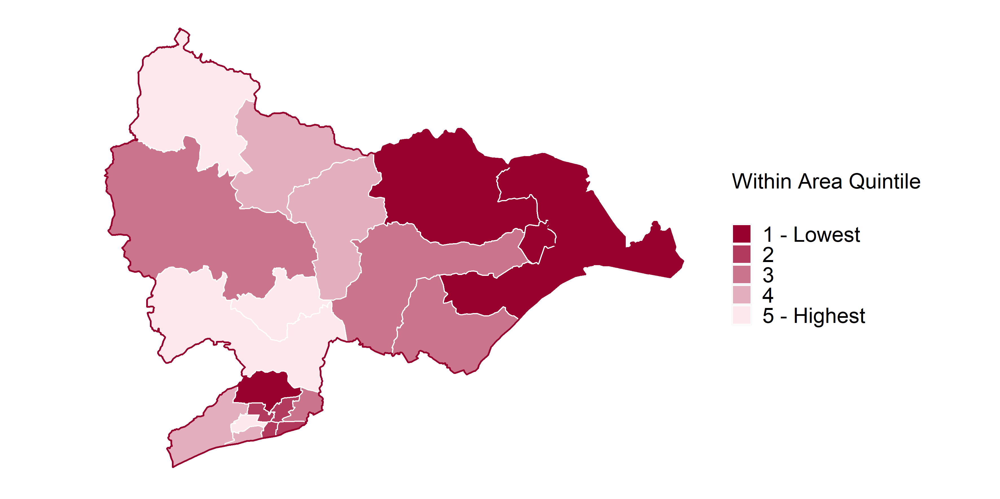 Within Area Quintile
1 - Lowest
2
3
4
5 - Highest